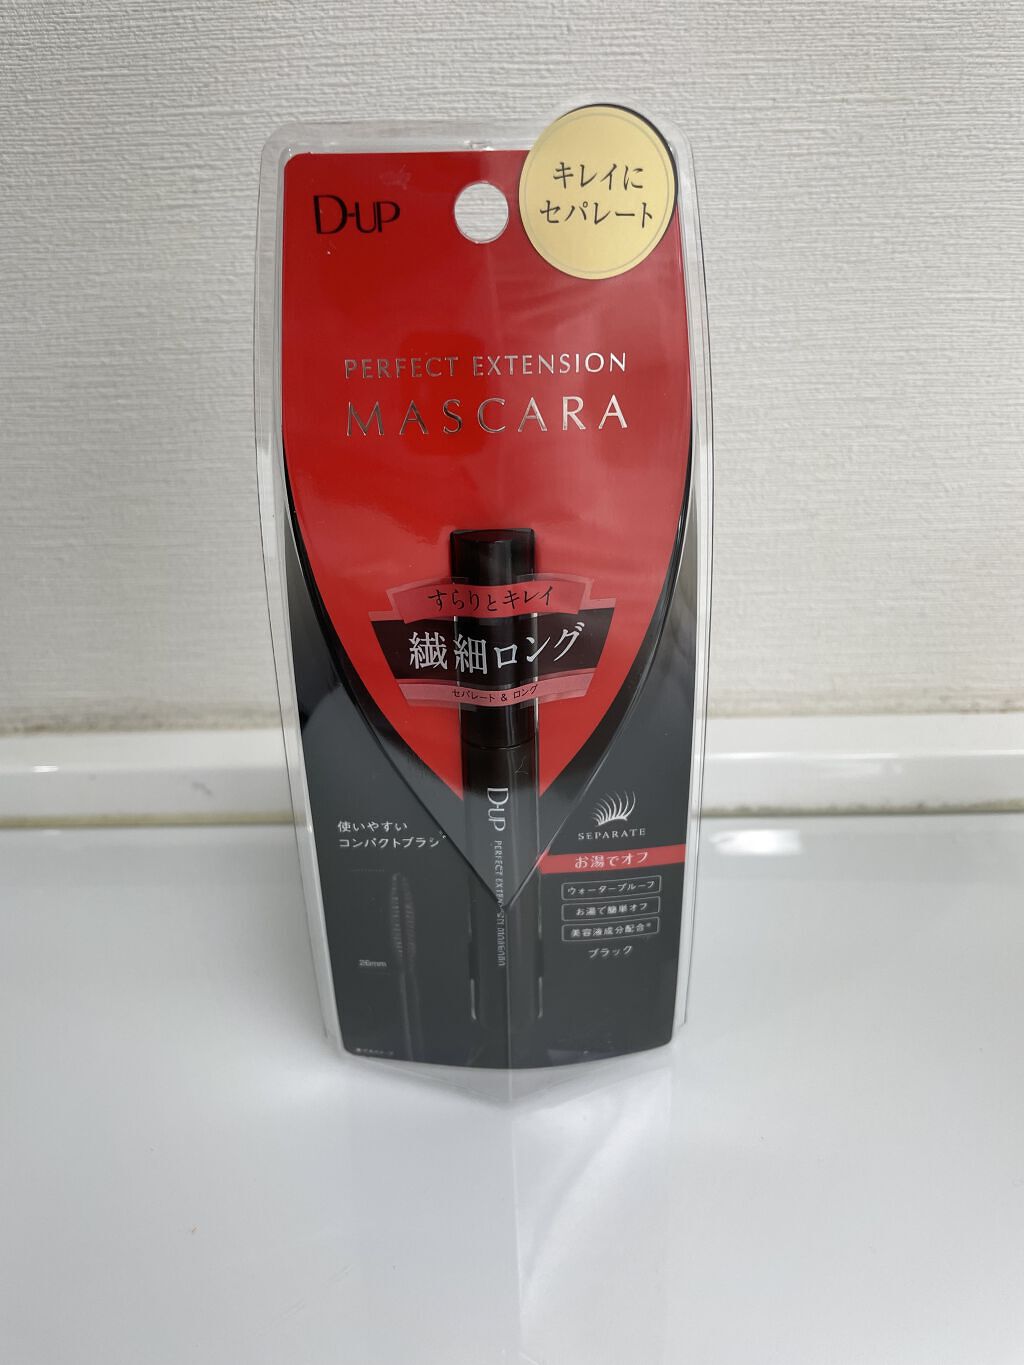 D-UP
キレイに
セパレート
PERFECT EXTENSION
MASCARA
すらりとキレイ
繊細ロング
セパレート & ロング
使いやすい
コンパクトブラシ※
26mm
D-UP PERFECT EXTENSION MASCARA
SEPARATE
お湯でオフ
ウォータープルーフ
お湯で簡単オフ
美容液成分配合※
ブラック